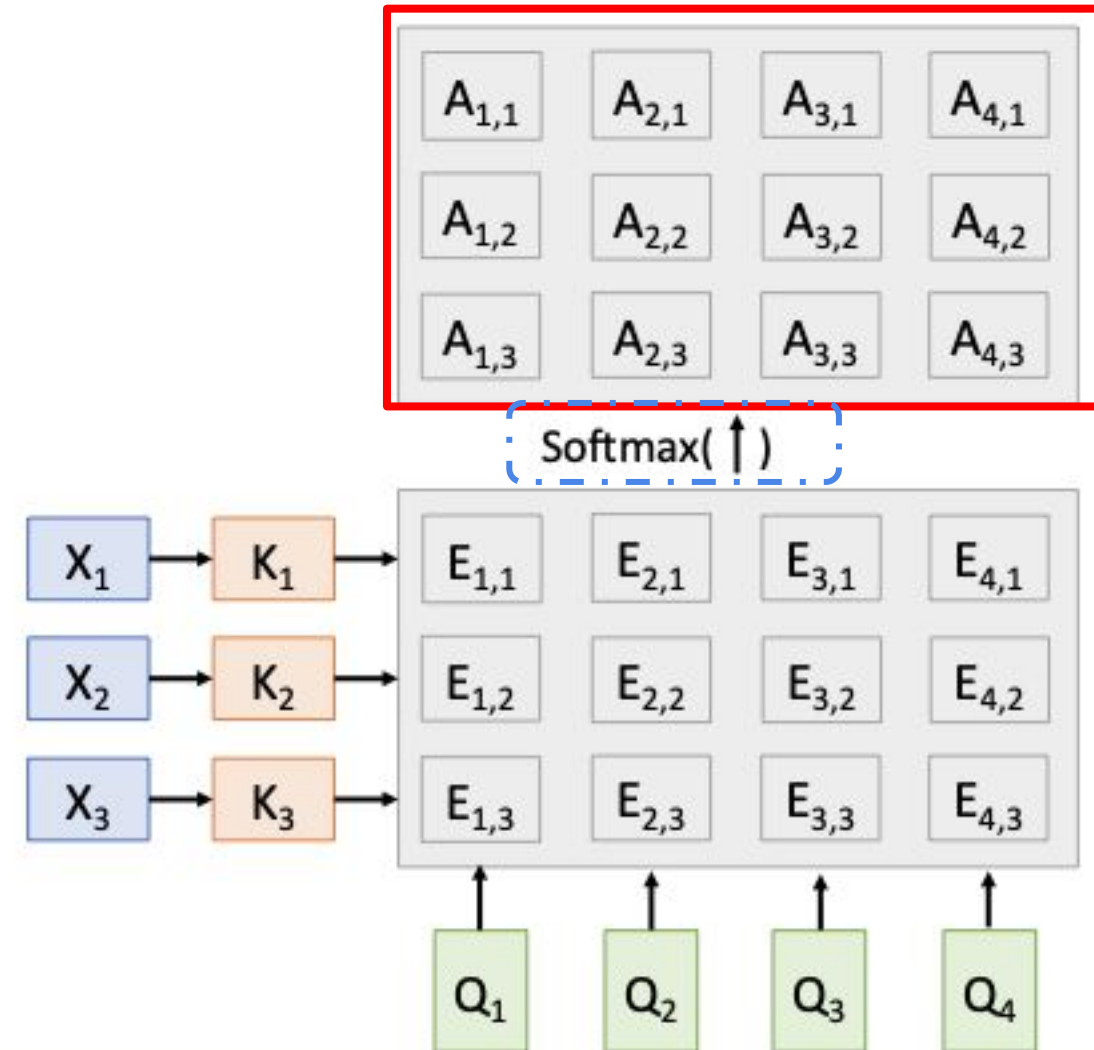 A1,1 A2,1 A3,1 A4,1
A1,2 A2,2 A3,2 A4,2
A1,3 A2,3 A3,3 A4,3
Softmax( ↑ )
X1 K1 E1,1 E2,1 E3,1 E4,1
X2 K2 E1,2 E2,2 E3,2 E4,2
X3 K3 E1,3 E2,3 E3,3 E4,3
Q1 Q2 Q3 Q4